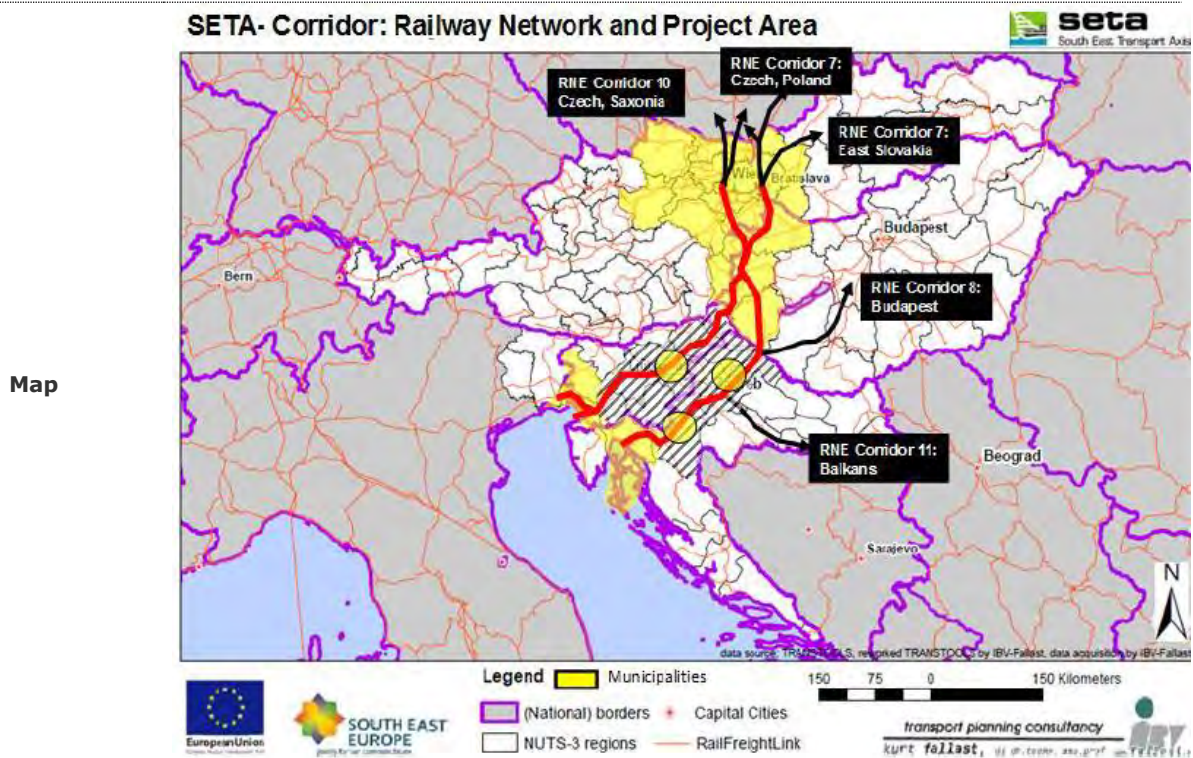 SETA- Corridor: Railway Network and Project Area
seta
South East Transport Axis
RNE Corridor 10
Czech, Saxonia
RNE Corridor 7:
Czech, Poland
RNE Corridor 7:
East Slovakia
Bratislava
Budapest
Bern
RNE Corridor 8:
Budapest
Map
RNE Corridor 11:
Balkans
Beograd
Sarajevo
N
data source: TRANSTOOLS, reworked TRANSTOOLS by IBV-Fallast, data acquisition by IBV-Fallast
Legend
Municipalities
(National) borders
Capital Cities
NUTS-3 regions
RailFreightLink
150 75 0 150 Kilometers
European Union
SOUTH EAST
EUROPE
transport planning consultancy
kurt fallast,